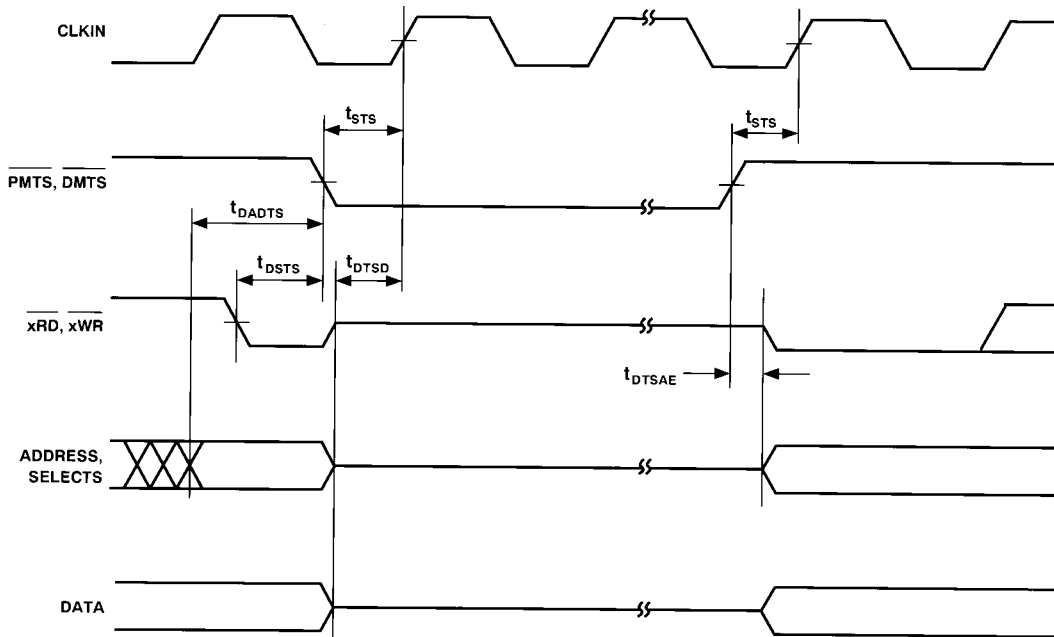 CLKIN
tSTS
tSTS
PMTS, DMTS
tDADTS
tDSTS
tDTSD
xRD, xWR
tDTSAE
ADDRESS,
SELECTS
DATA